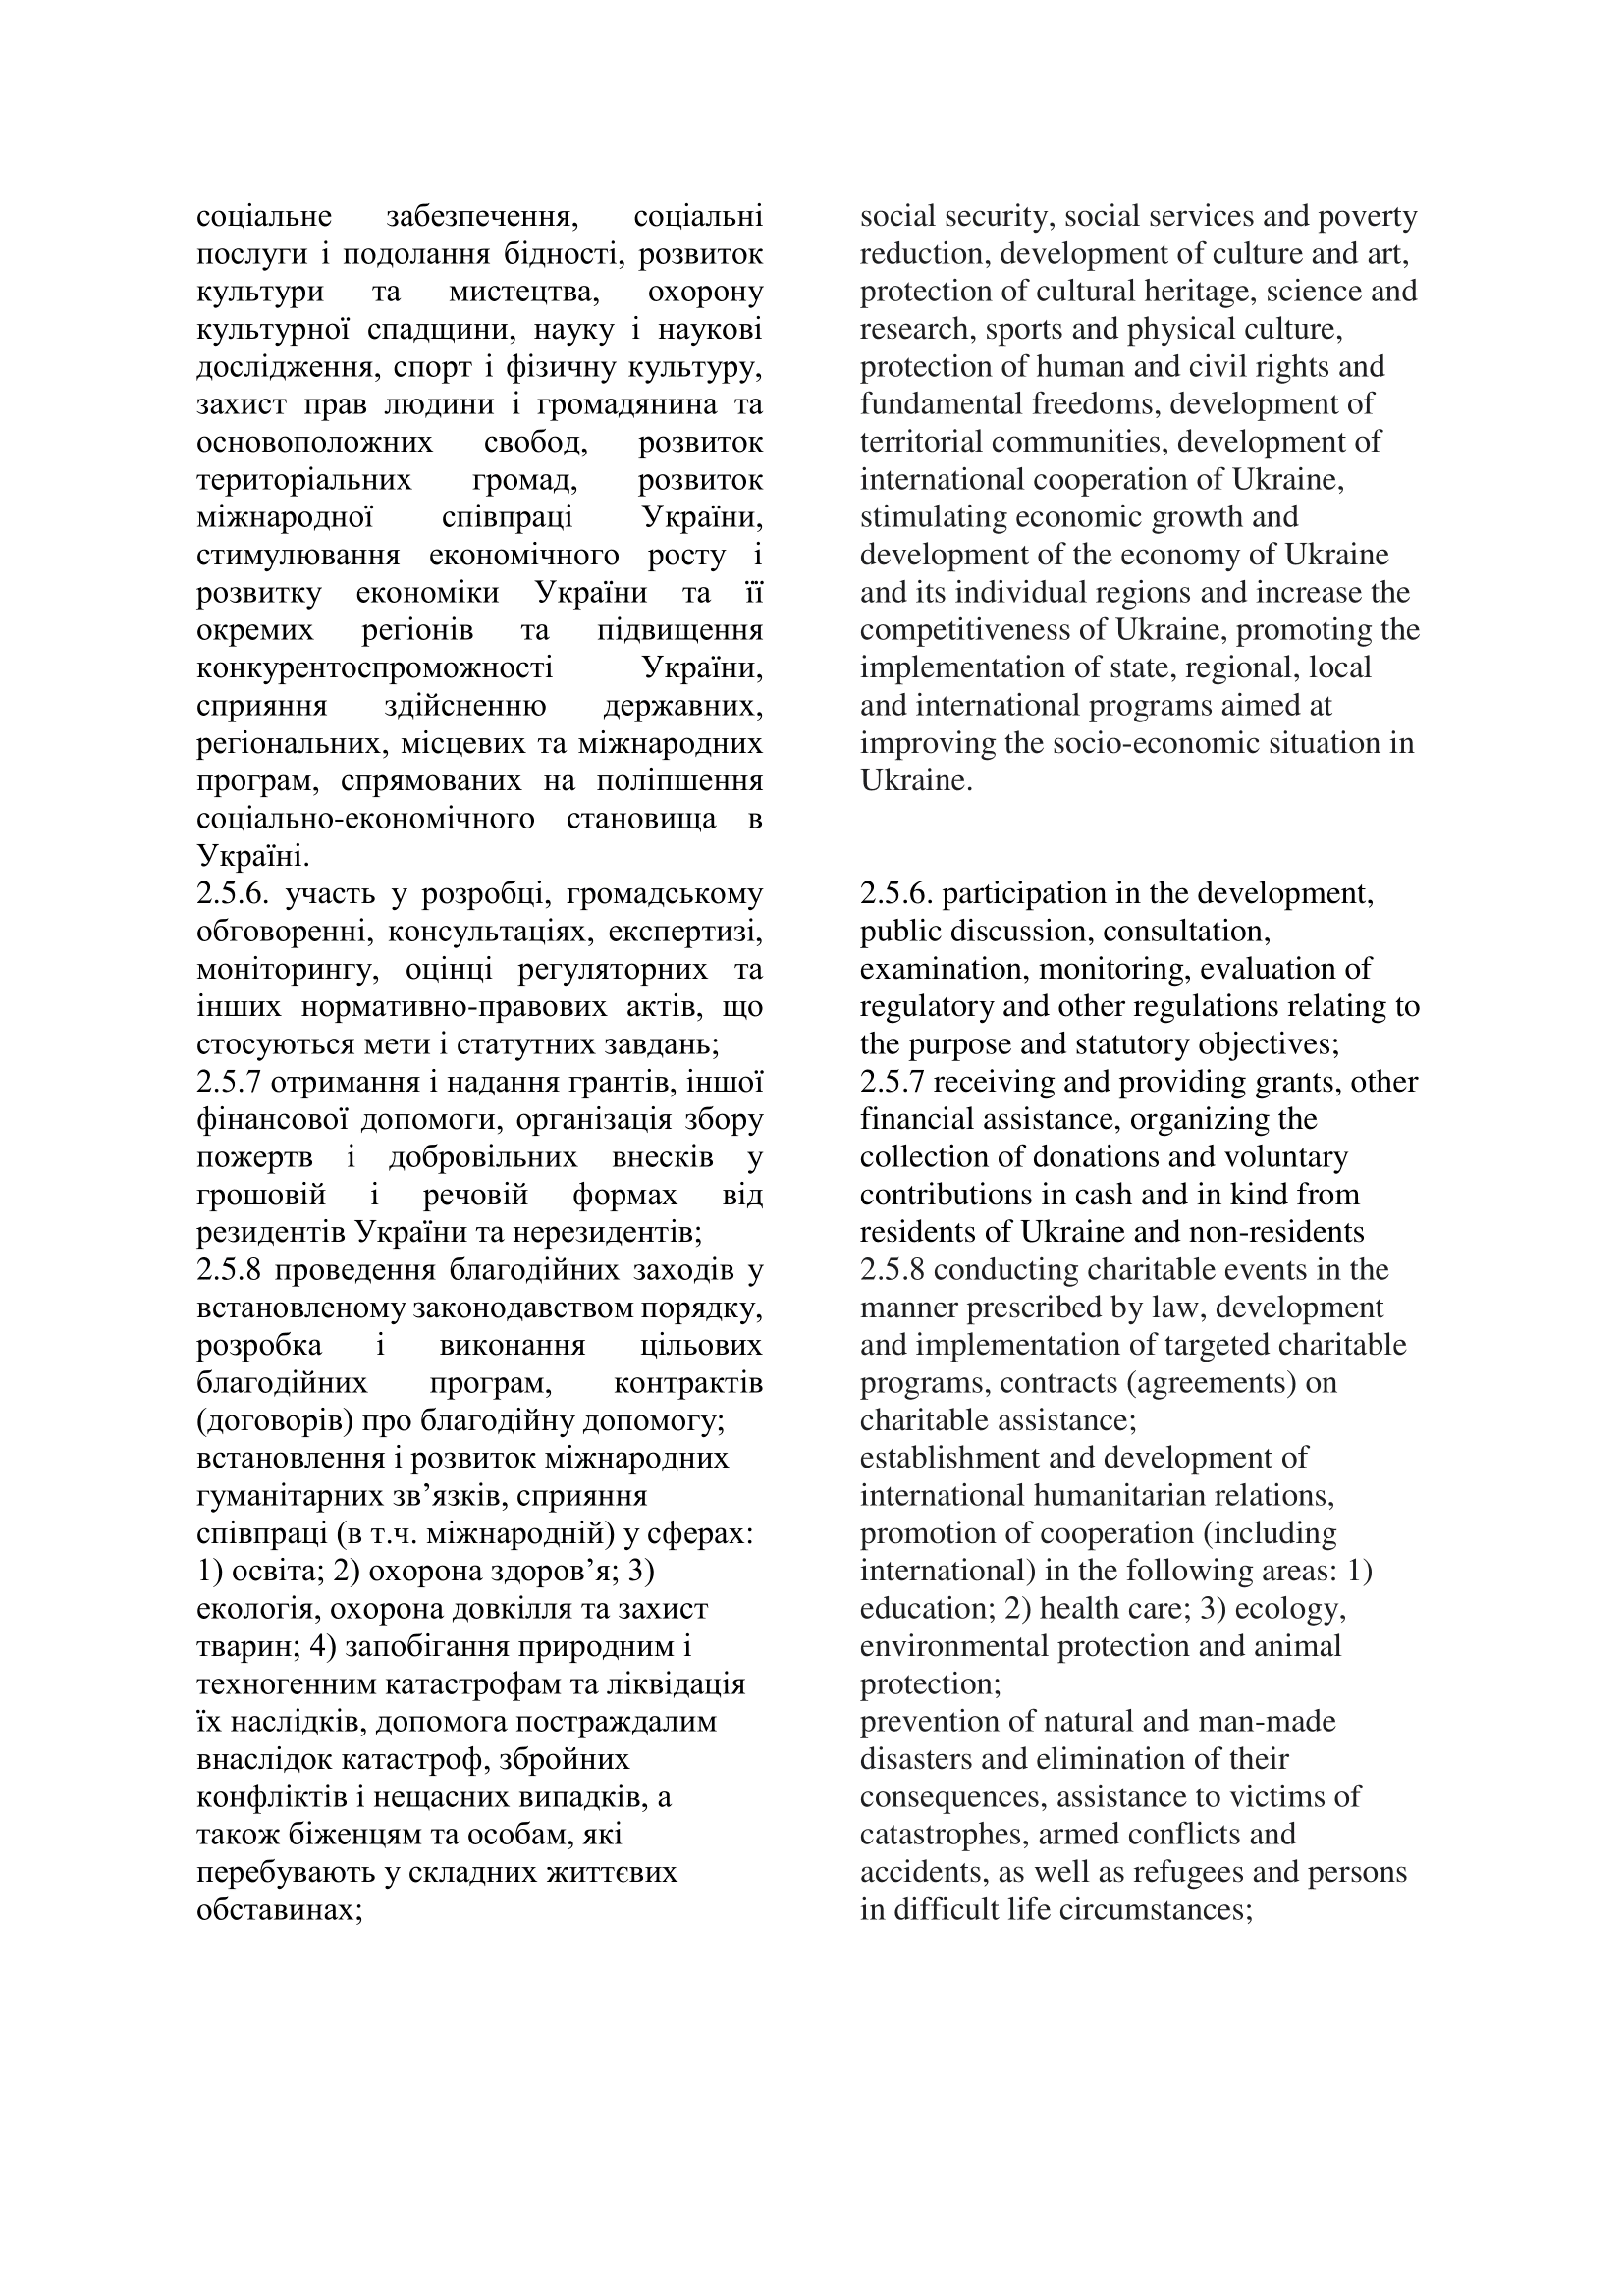 соціальне забезпечення, соціальні
послуги і подолання бідності, розвиток
культури та мистецтва, охорону
культурної спадщини, науку і наукові
дослідження, спорт і фізичну культуру,
захист прав людини і громадянина та
основоположних свобод, розвиток
територіальних громад, розвиток
міжнародної співпраці України,
стимулювання економічного росту і
розвитку економіки України та її
окремих регіонів та підвищення
конкурентоспроможності України,
сприяння здійсненню державних,
регіональних, місцевих та міжнародних
програм, спрямованих на поліпшення
соціально-економічного становища в
Україні.
2.5.6. участь у розробці, громадському
обговоренні, консультаціях, експертизі,
моніторингу, оцінці регуляторних та
інших нормативно-правових актів, що
стосуються мети і статутних завдань;
2.5.7 отримання і надання грантів, іншої
фінансової допомоги, організація збору
пожертв і добровільних внесків у
грошовій і речовій формах від
резидентів України та нерезидентів;
2.5.8 проведення благодійних заходів у
встановленому законодавством порядку,
розробка і виконання цільових
благодійних програм, контрактів
(договорів) про благодійну допомогу;
встановлення і розвиток міжнародних
гуманітарних зв’язків, сприяння
співпраці (в т.ч. міжнародній) у сферах:
1) освіта; 2) охорона здоров’я; 3)
екологія, охорона довкілля та захист
тварин; 4) запобігання природним і
техногенним катастрофам та ліквідація
їх наслідків, допомога постраждалим
внаслідок катастроф, збройних
конфліктів і нещасних випадків, а
також біженцям та особам, які
перебувають у складних життєвих
обставинах;
social security, social services and poverty
reduction, development of culture and art,
protection of cultural heritage, science and
research, sports and physical culture,
protection of human and civil rights and
fundamental freedoms, development of
territorial communities, development of
international cooperation of Ukraine,
stimulating economic growth and
development of the economy of Ukraine
and its individual regions and increase the
competitiveness of Ukraine, promoting the
implementation of state, regional, local
and international programs aimed at
improving the socio-economic situation in
Ukraine.
2.5.6. participation in the development,
public discussion, consultation,
examination, monitoring, evaluation of
regulatory and other regulations relating to
the purpose and statutory objectives;
2.5.7 receiving and providing grants, other
financial assistance, organizing the
collection of donations and voluntary
contributions in cash and in kind from
residents of Ukraine and non-residents
2.5.8 conducting charitable events in the
manner prescribed by law, development
and implementation of targeted charitable
programs, contracts (agreements) on
charitable assistance;
establishment and development of
international humanitarian relations,
promotion of cooperation (including
international) in the following areas: 1)
education; 2) health care; 3) ecology,
environmental protection and animal
protection;
prevention of natural and man-made
disasters and elimination of their
consequences, assistance to victims of
catastrophes, armed conflicts and
accidents, as well as refugees and persons
in difficult life circumstances;